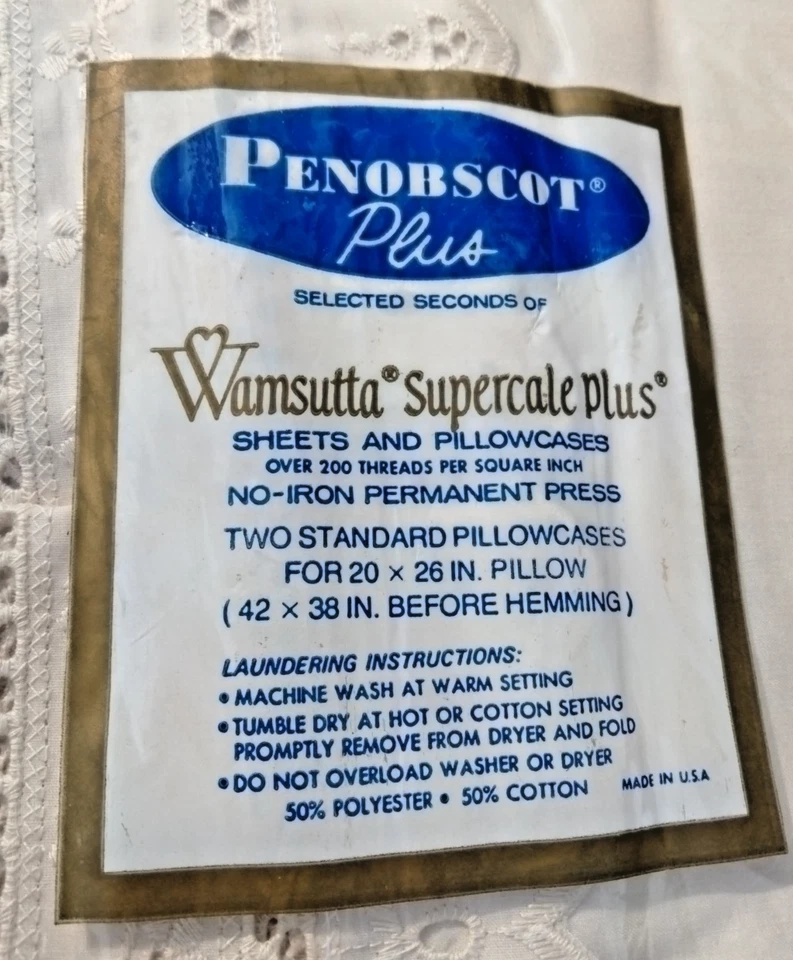 PENOBSCOT®
Plus
SELECTED SECONDS OF
Wamsutta® Supercale Plus®
SHEETS AND PILLOWCASES
OVER 200 THREADS PER SQUARE INCH
NO-IRON PERMANENT PRESS
TWO STANDARD PILLOWCASES
FOR 20 × 26 IN. PILLOW
( 42 × 38 IN. BEFORE HEMMING )
LAUNDERING INSTRUCTIONS:
• MACHINE WASH AT WARM SETTING
• TUMBLE DRY AT HOT OR COTTON SETTING
PROMPTLY REMOVE FROM DRYER AND FOLD
• DO NOT OVERLOAD WASHER OR DRYER
50% POLYESTER • 50% COTTON
MADE IN U.S.A